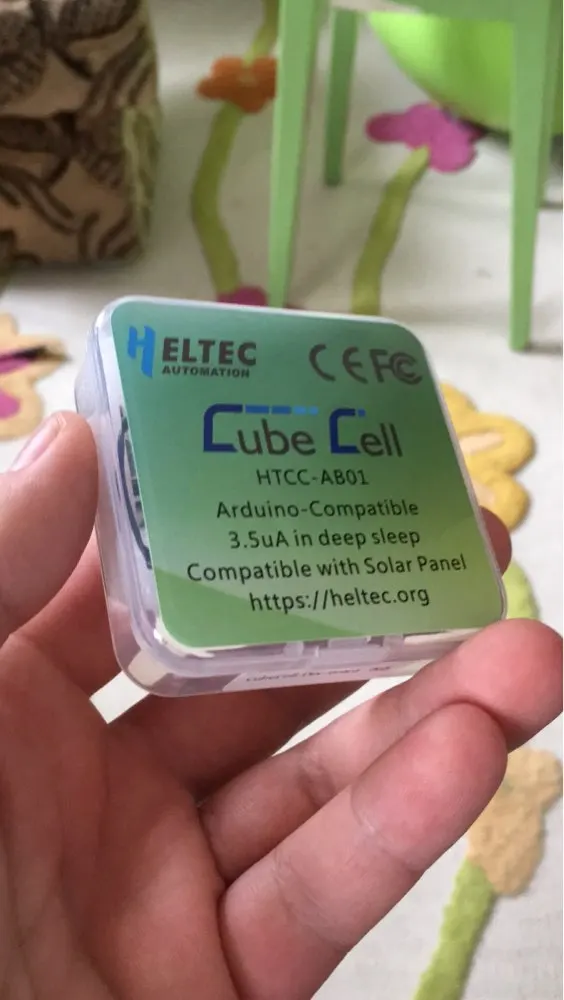 HELTEC
AUTOMATION
CE FC
Cube Cell
HTCC-AB01
Arduino-Compatible
3.5uA in deep sleep
Compatible with Solar Panel
https://heltec.org